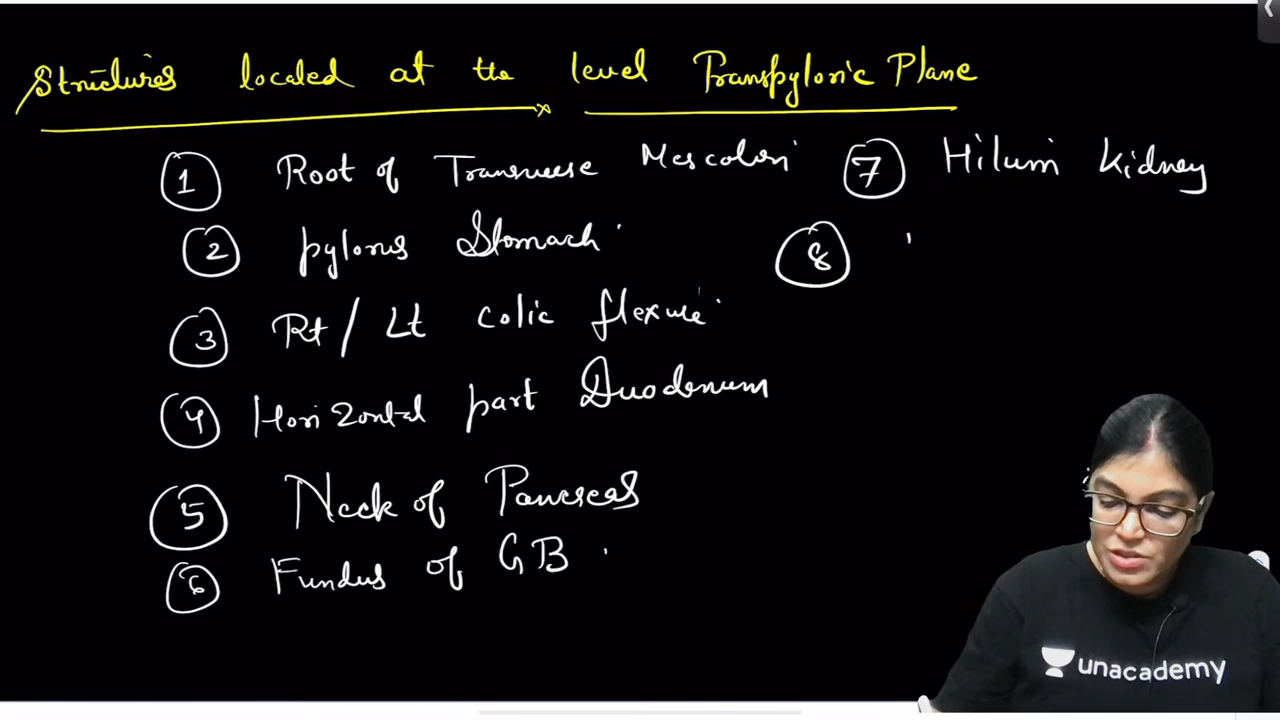 Structures located at the level Transpyloric Plane
1 Root of Transverse Mescolon
2 pylorus Stomach
3 Rt / Lt colic flexure
4 Horizontal part Duodenum
5 Neck of Pancreas
6 Fundus of GB
7 Hilum Kidney
8
unacademy